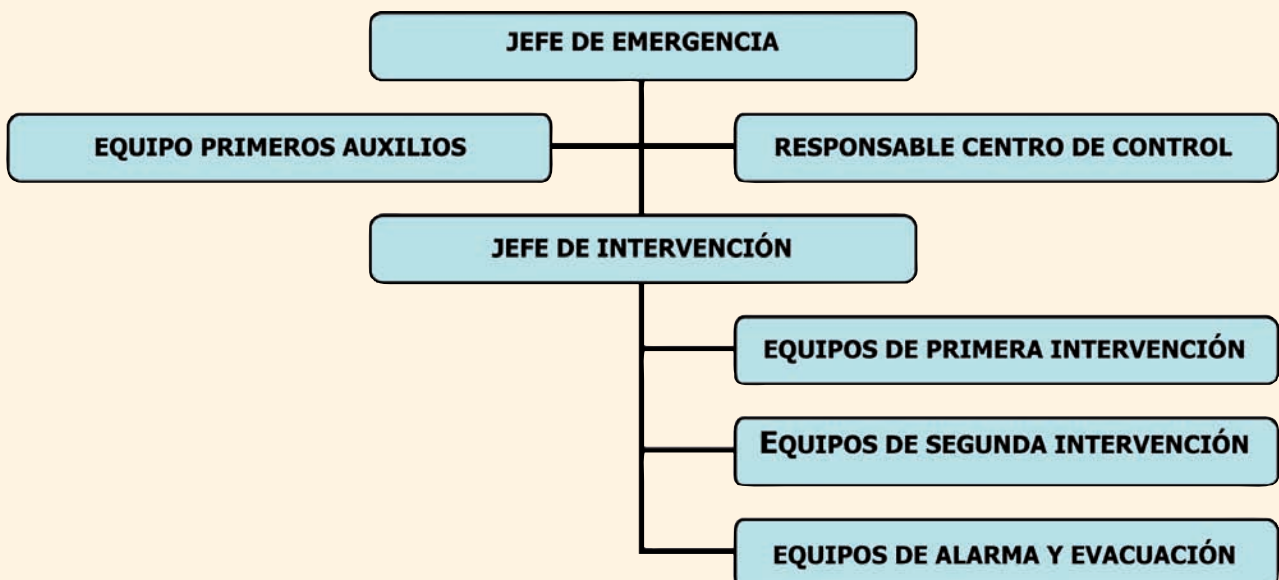 JEFE DE EMERGENCIA
EQUIPO PRIMEROS AUXILIOS
RESPONSABLE CENTRO DE CONTROL
JEFE DE INTERVENCIÓN
EQUIPOS DE PRIMERA INTERVENCIÓN
EQUIPOS DE SEGUNDA INTERVENCIÓN
EQUIPOS DE ALARMA Y EVACUACIÓN